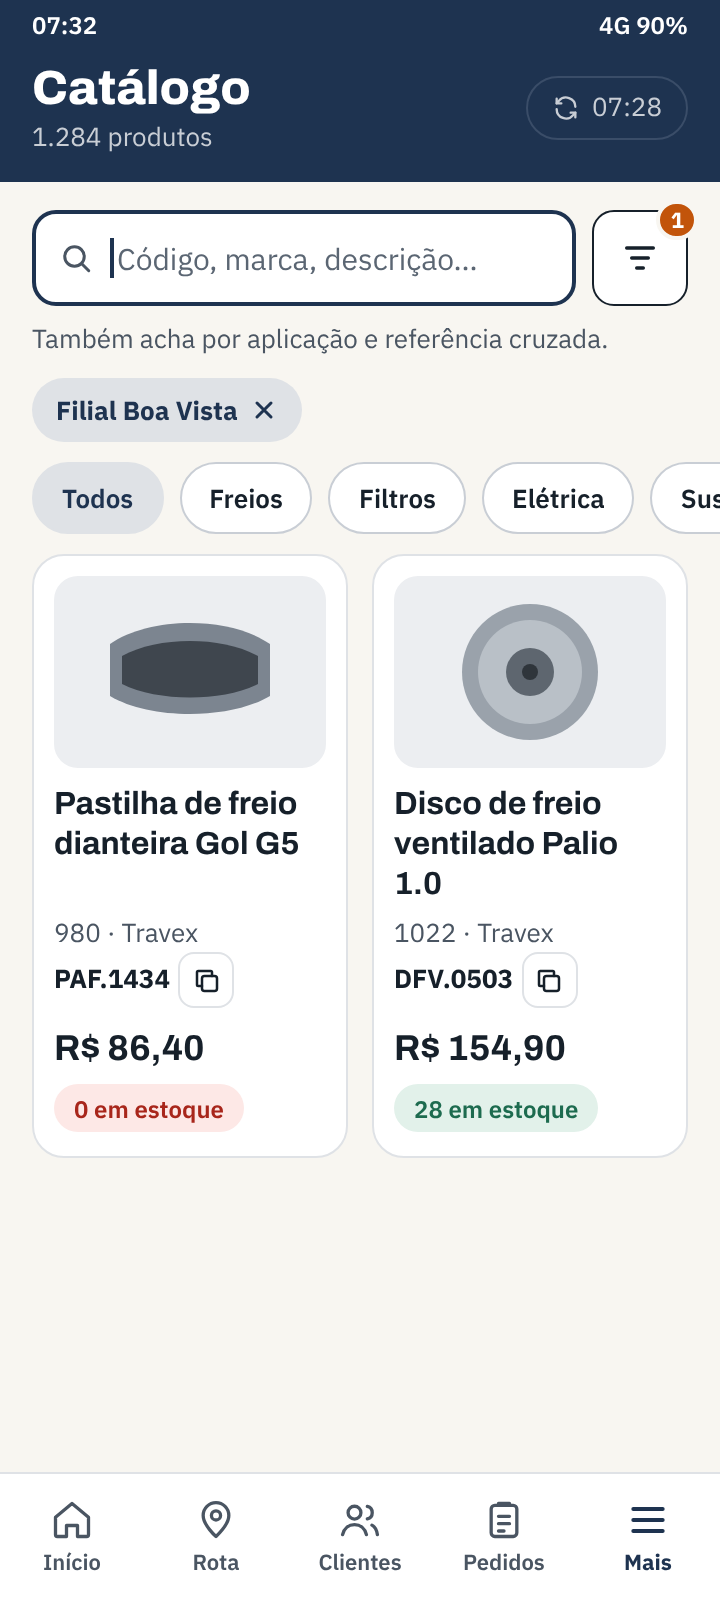 07:32
4G 90%
Catálogo
1.284 produtos
07:28
Código, marca, descrição...
1
Também acha por aplicação e referência cruzada.
Filial Boa Vista
Todos
Freios
Filtros
Elétrica
Sus
Pastilha de freio
dianteira Gol G5
980 · Travex
PAF.1434
R$ 86,40
0 em estoque
Disco de freio
ventilado Palio
1.0
1022 · Travex
DFV.0503
R$ 154,90
28 em estoque
Início
Rota
Clientes
Pedidos
Mais